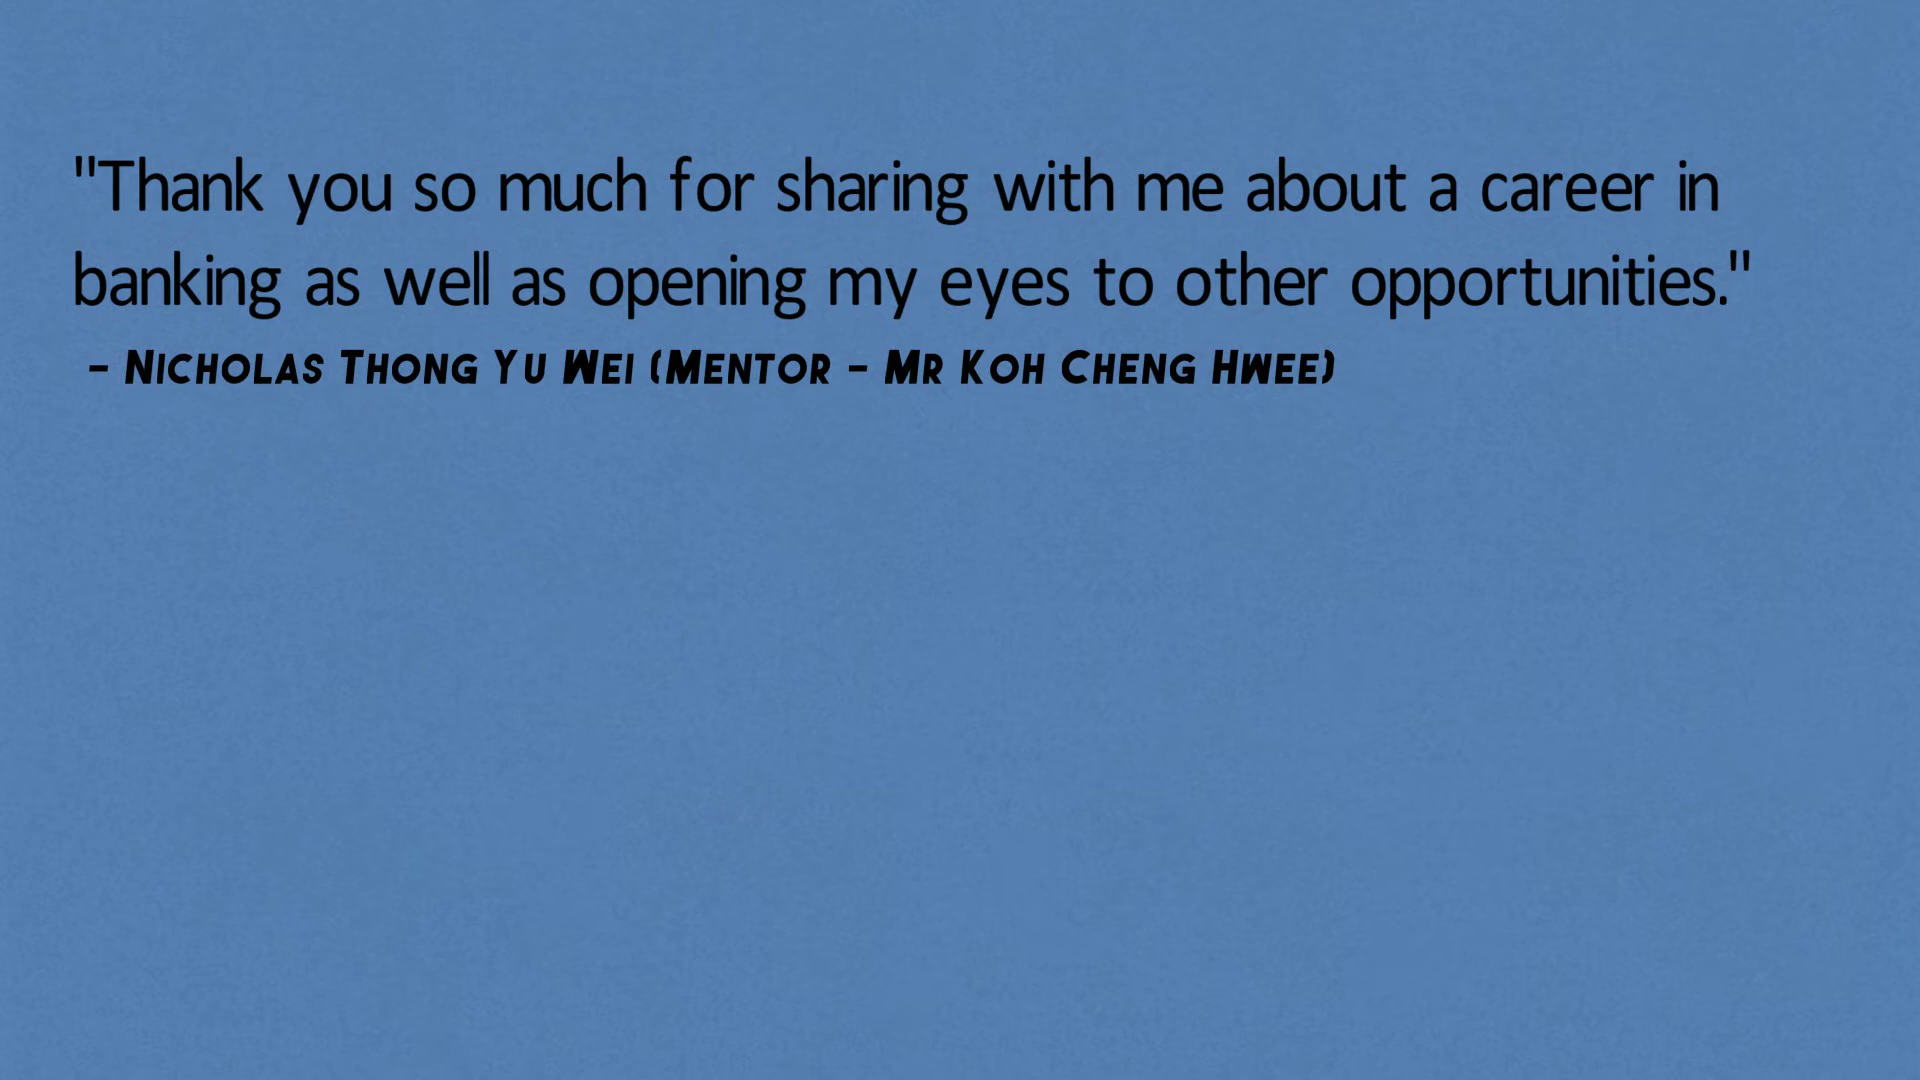 "Thank you so much for sharing with me about a career in
banking as well as opening my eyes to other opportunities."
- Nicholas Thong Yu Wei (Mentor - Mr Koh Cheng Hwee)